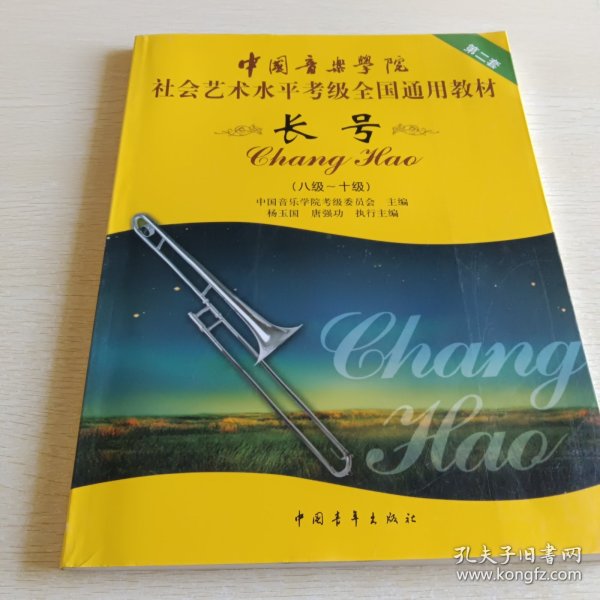 第二套
中国音乐學院
社会艺术水平考级全国通用教材
长号
Chang Hao
（八级~十级）
中国音乐学院考级委员会 主编
杨玉国 唐强功 执行主编
Chang
Hao
中国青年出版社
孔夫子旧书网
www.kongfz.com